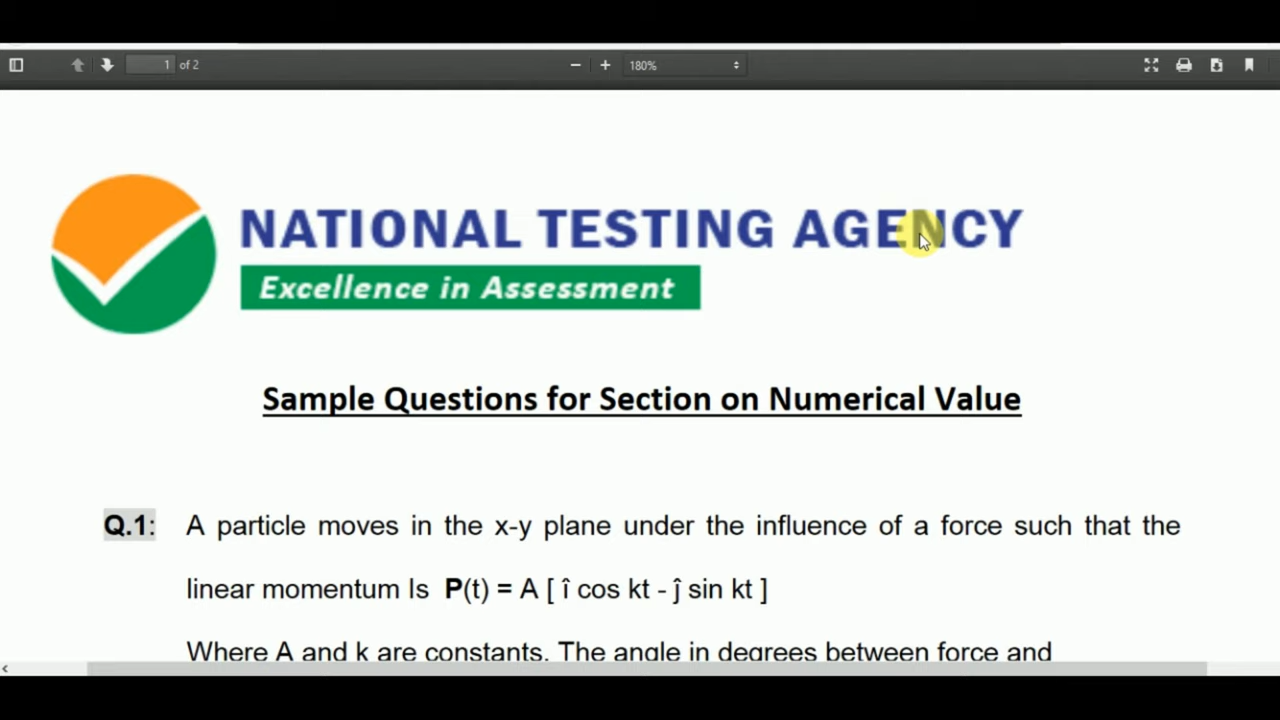 1 of 2
180%
NATIONAL TESTING AGENCY
Excellence in Assessment
Sample Questions for Section on Numerical Value
Q.1: A particle moves in the x-y plane under the influence of a force such that the
linear momentum Is P(t) = A [ î cos kt - ĵ sin kt ]
Where A and k are constants. The angle in degrees between force and